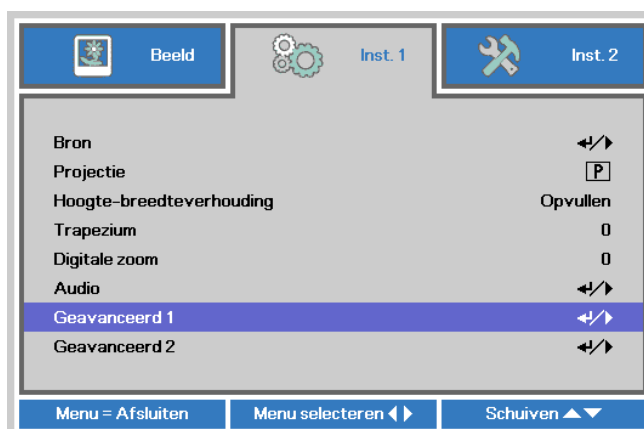 Beeld Inst. 1 Inst. 2
Bron
Projectie P
Hoogte-breedteverhouding Opvullen
Trapezium 0
Digitale zoom 0
Audio
Geavanceerd 1
Geavanceerd 2
Menu = Afsluiten Menu selecteren Schuiven